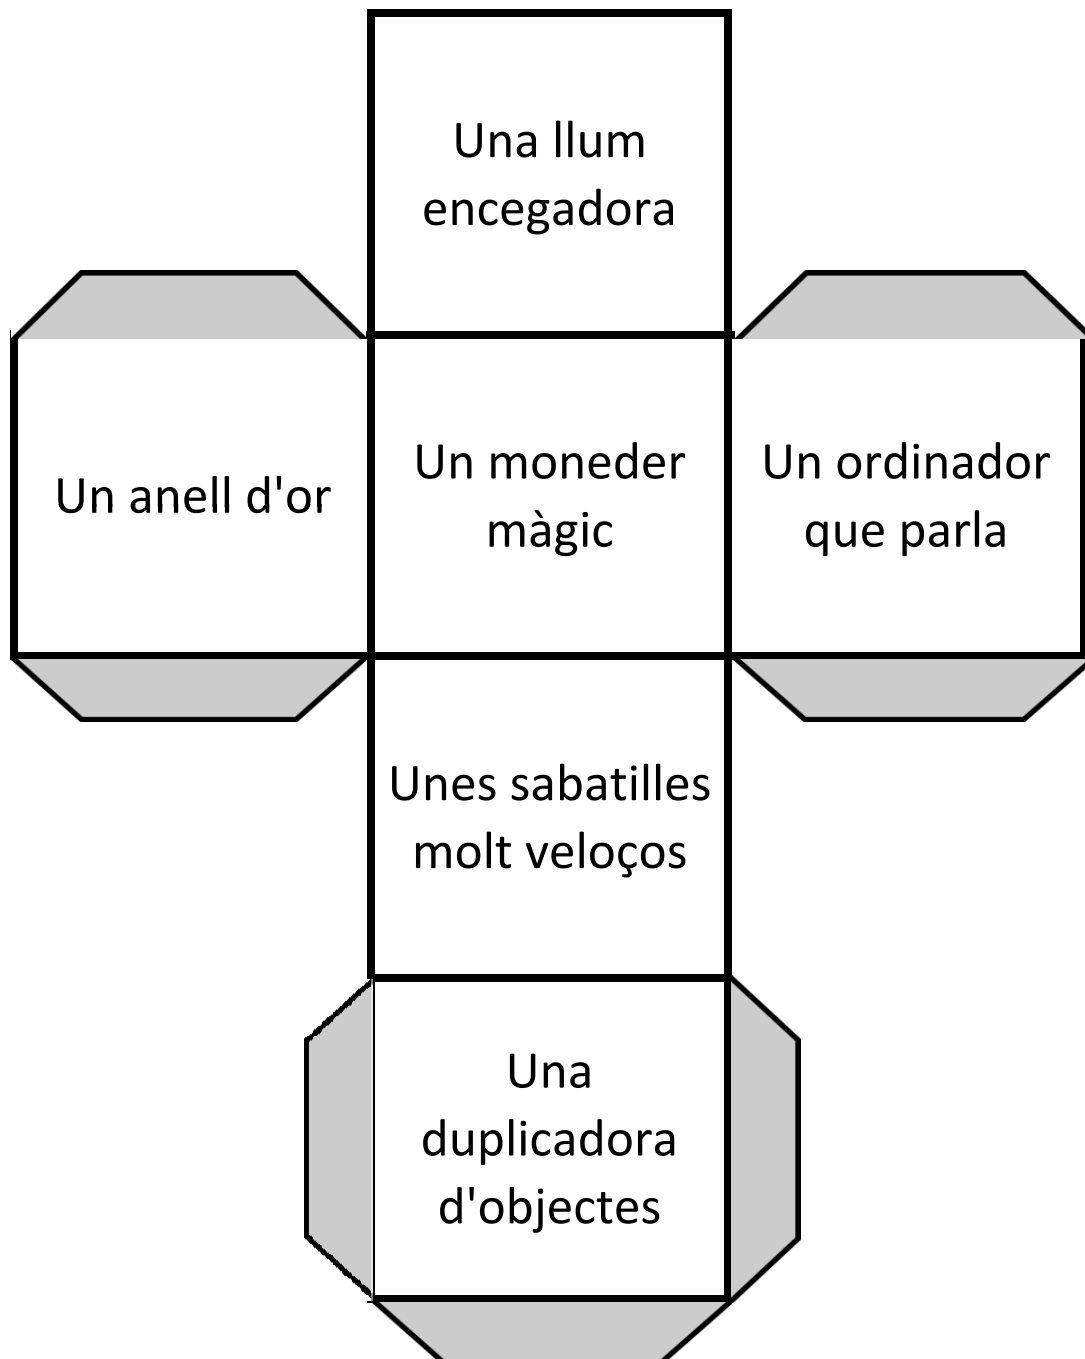 Una llum
encegadora
Un anell d'or
Un moneder
màgic
Un ordinador
que parla
Unes sabatilles
molt veloços
Una
duplicadora
d'objectes